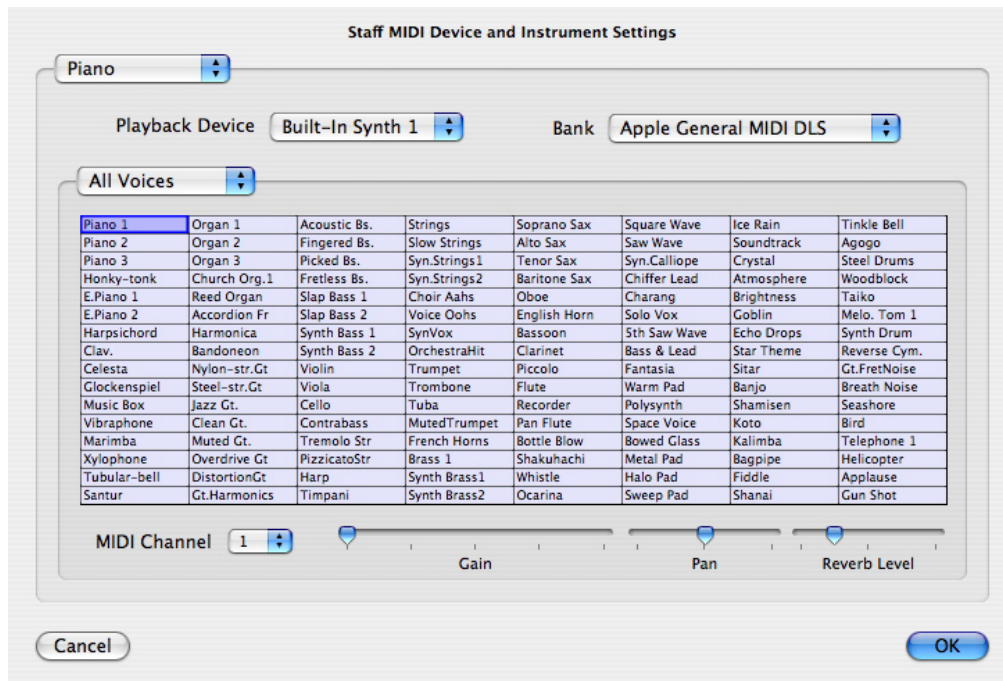 Staff MIDI Device and Instrument Settings
Piano
Playback Device Built-In Synth 1 Bank Apple General MIDI DLS
All Voices
Piano 1 Organ 1 Acoustic Bs. Strings Soprano Sax Square Wave Ice Rain Tinkle Bell
Piano 2 Organ 2 Fingered Bs. Slow Strings Alto Sax Saw Wave Soundtrack Agogo
Piano 3 Organ 3 Picked Bs. Syn.Strings1 Tenor Sax Syn.Calliope Crystal Steel Drums
Honky-tonk Church Org.1 Fretless Bs. Syn.Strings2 Baritone Sax Chiffer Lead Atmosphere Woodblock
E.Piano 1 Reed Organ Slap Bass 1 Choir Aahs Oboe Charang Brightness Taiko
E.Piano 2 Accordion Fr Slap Bass 2 Voice Oohs English Horn Solo Vox Goblin Melo. Tom 1
Harpsichord Harmonica Synth Bass 1 SynVox Bassoon 5th Saw Wave Echo Drops Synth Drum
Clav. Bandoneon Synth Bass 2 OrchestraHit Clarinet Bass & Lead Star Theme Reverse Cym.
Celesta Nylon-str.Gt Violin Trumpet Piccolo Fantasia Sitar Gt.FretNoise
Glockenspiel Steel-str.Gt Viola Trombone Flute Warm Pad Banjo Breath Noise
Music Box Jazz Gt. Cello Tuba Recorder Polysynth Shamisen Seashore
Vibraphone Clean Gt. Contrabass MutedTrumpet Pan Flute Space Voice Koto Bird
Marimba Muted Gt. Tremolo Str French Horns Bottle Blow Bowed Glass Kalimba Telephone 1
Xylophone Overdrive Gt PizzicatoStr Brass 1 Shakuhachi Metal Pad Bagpipe Helicopter
Tubular-bell DistortionGt Harp Synth Brass1 Whistle Halo Pad Fiddle Applause
Santur Gt.Harmonics Timpani Synth Brass2 Ocarina Sweep Pad Shanai Gun Shot
MIDI Channel 1
Gain Pan Reverb Level
Cancel OK